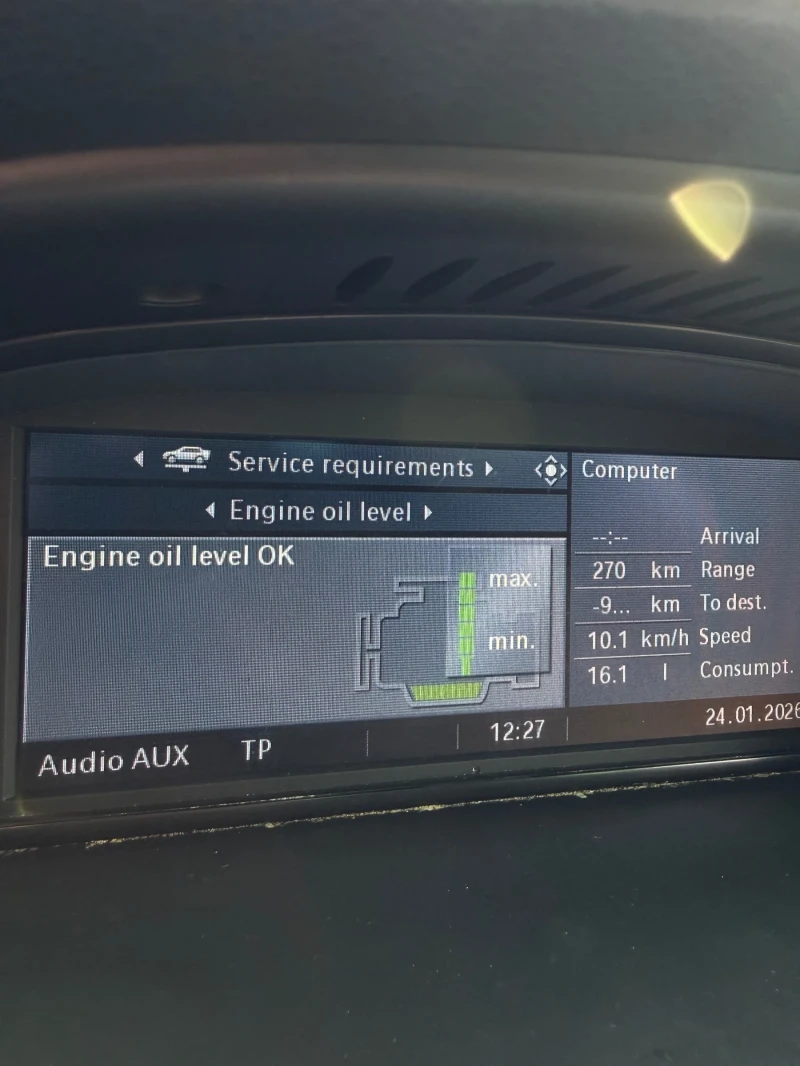 Service requirements
Engine oil level
Engine oil level OK
max.
min.
Computer
--:-- Arrival
270 km Range
-9... km To dest.
10.1 km/h Speed
16.1 l Consumpt.
Audio AUX TP 12:27 24.01.2026